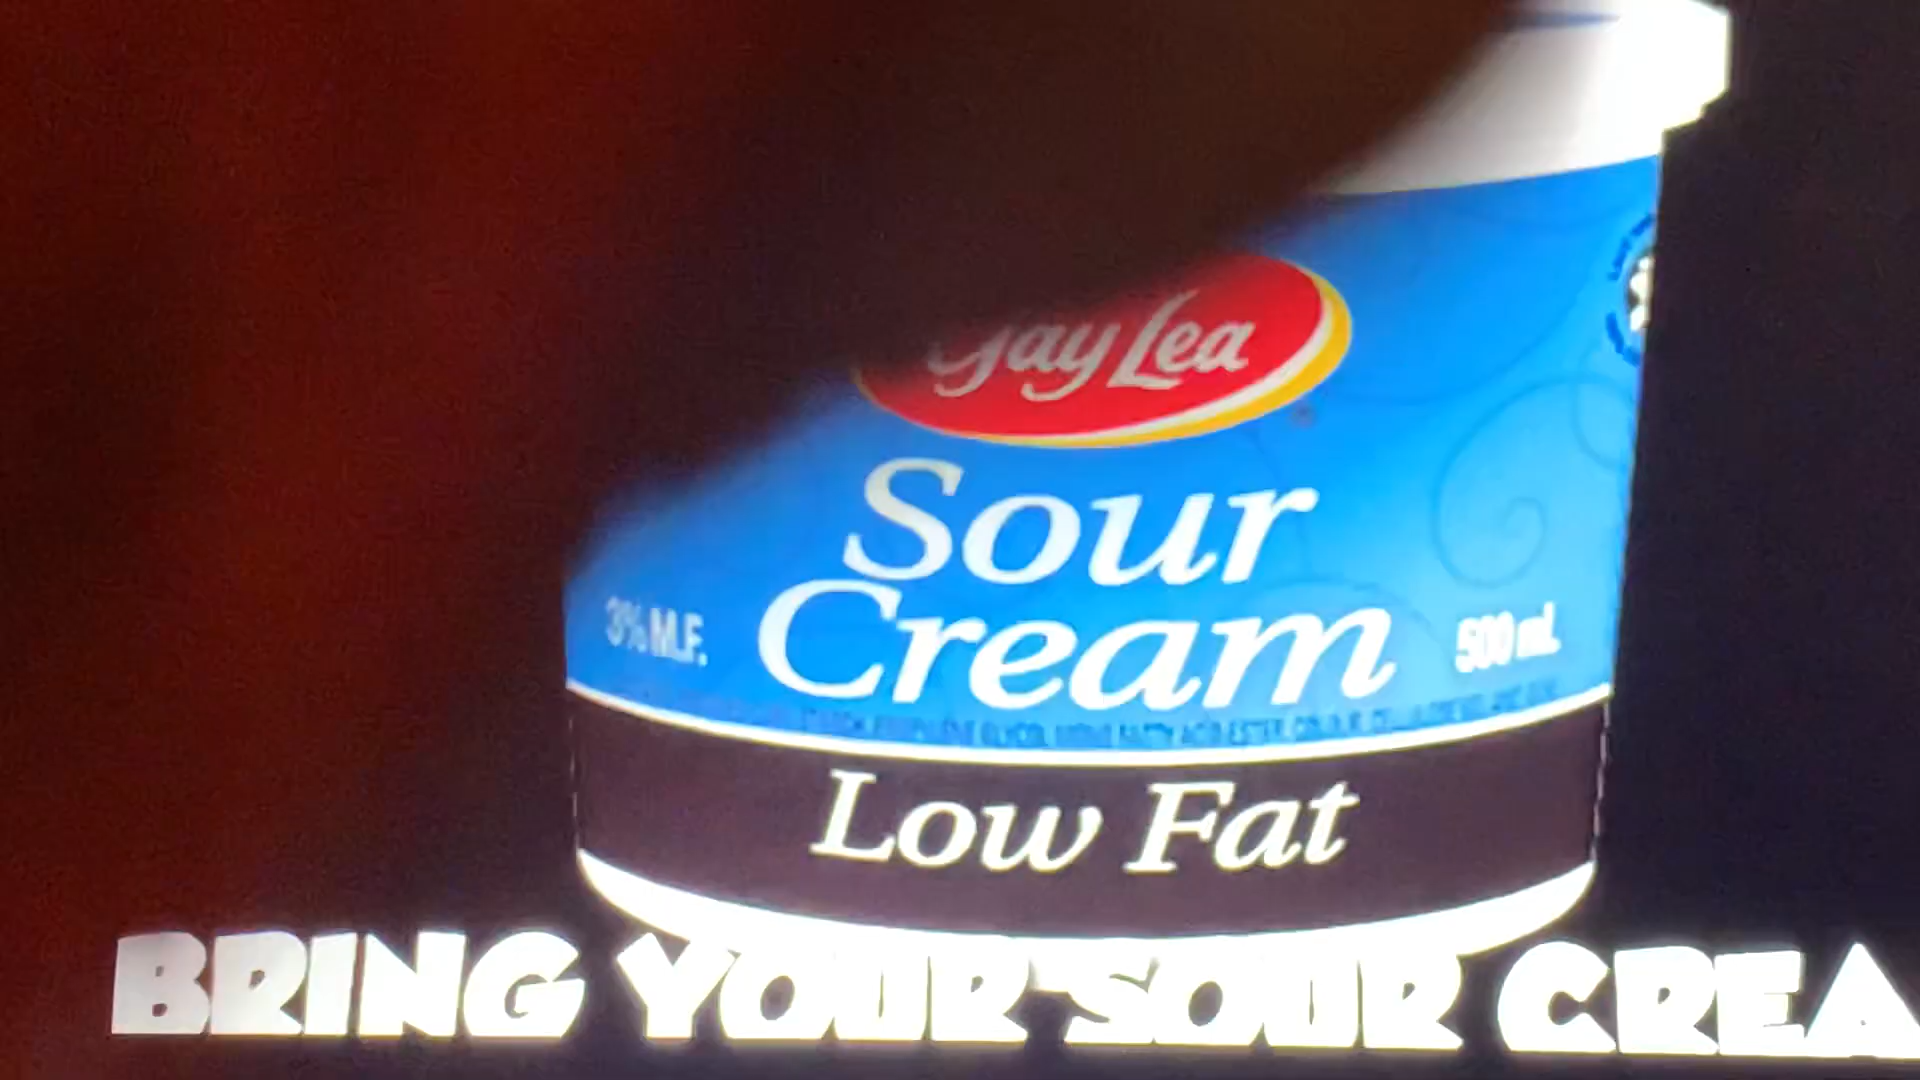 Gay Lea
Sour
Cream
3% M.F.
500 mL
Low Fat
BRING YOUR SOUR CREA